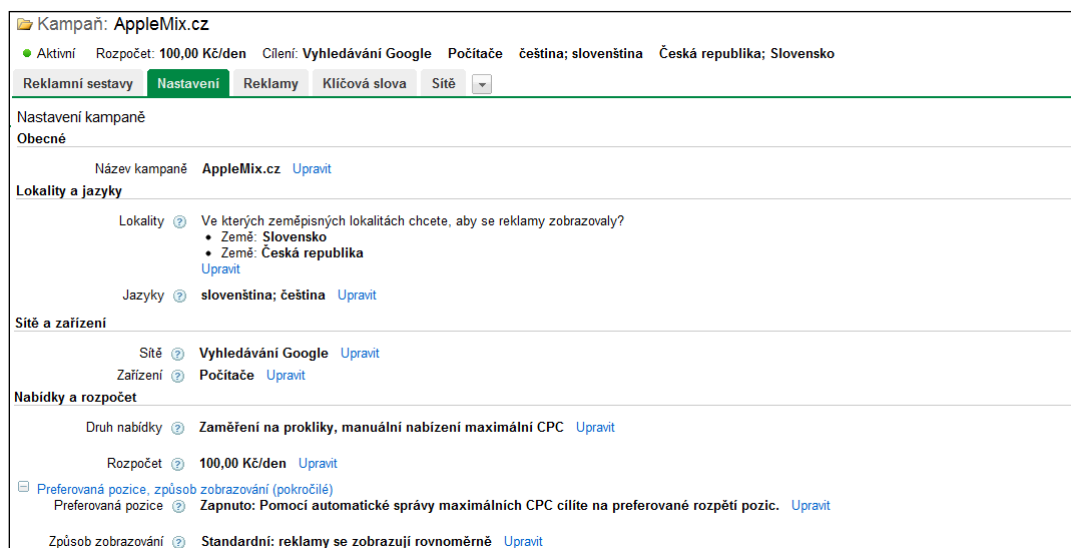 Kampaň: AppleMix.cz
Aktivní Rozpočet: 100,00 Kč/den Cílení: Vyhledávání Google Počítače čeština; slovenština Česká republika; Slovensko
Reklamní sestavy Nastavení Reklamy Klíčová slova Sítě
Nastavení kampaně
Obecné
Název kampaně AppleMix.cz Upravit
Lokality a jazyky
Lokality ? Ve kterých zeměpisných lokalitách chcete, aby se reklamy zobrazovaly?
• Země: Slovensko
• Země: Česká republika
Upravit
Jazyky ? slovenština; čeština Upravit
Sítě a zařízení
Sítě ? Vyhledávání Google Upravit
Zařízení ? Počítače Upravit
Nabídky a rozpočet
Druh nabídky ? Zaměření na prokliky, manuální nabízení maximální CPC Upravit
Rozpočet ? 100,00 Kč/den Upravit
Preferovaná pozice, způsob zobrazování (pokročilé)
Preferovaná pozice ? Zapnuto: Pomocí automatické správy maximálních CPC cílíte na preferované rozpětí pozic. Upravit
Způsob zobrazování ? Standardní: reklamy se zobrazují rovnoměrně Upravit